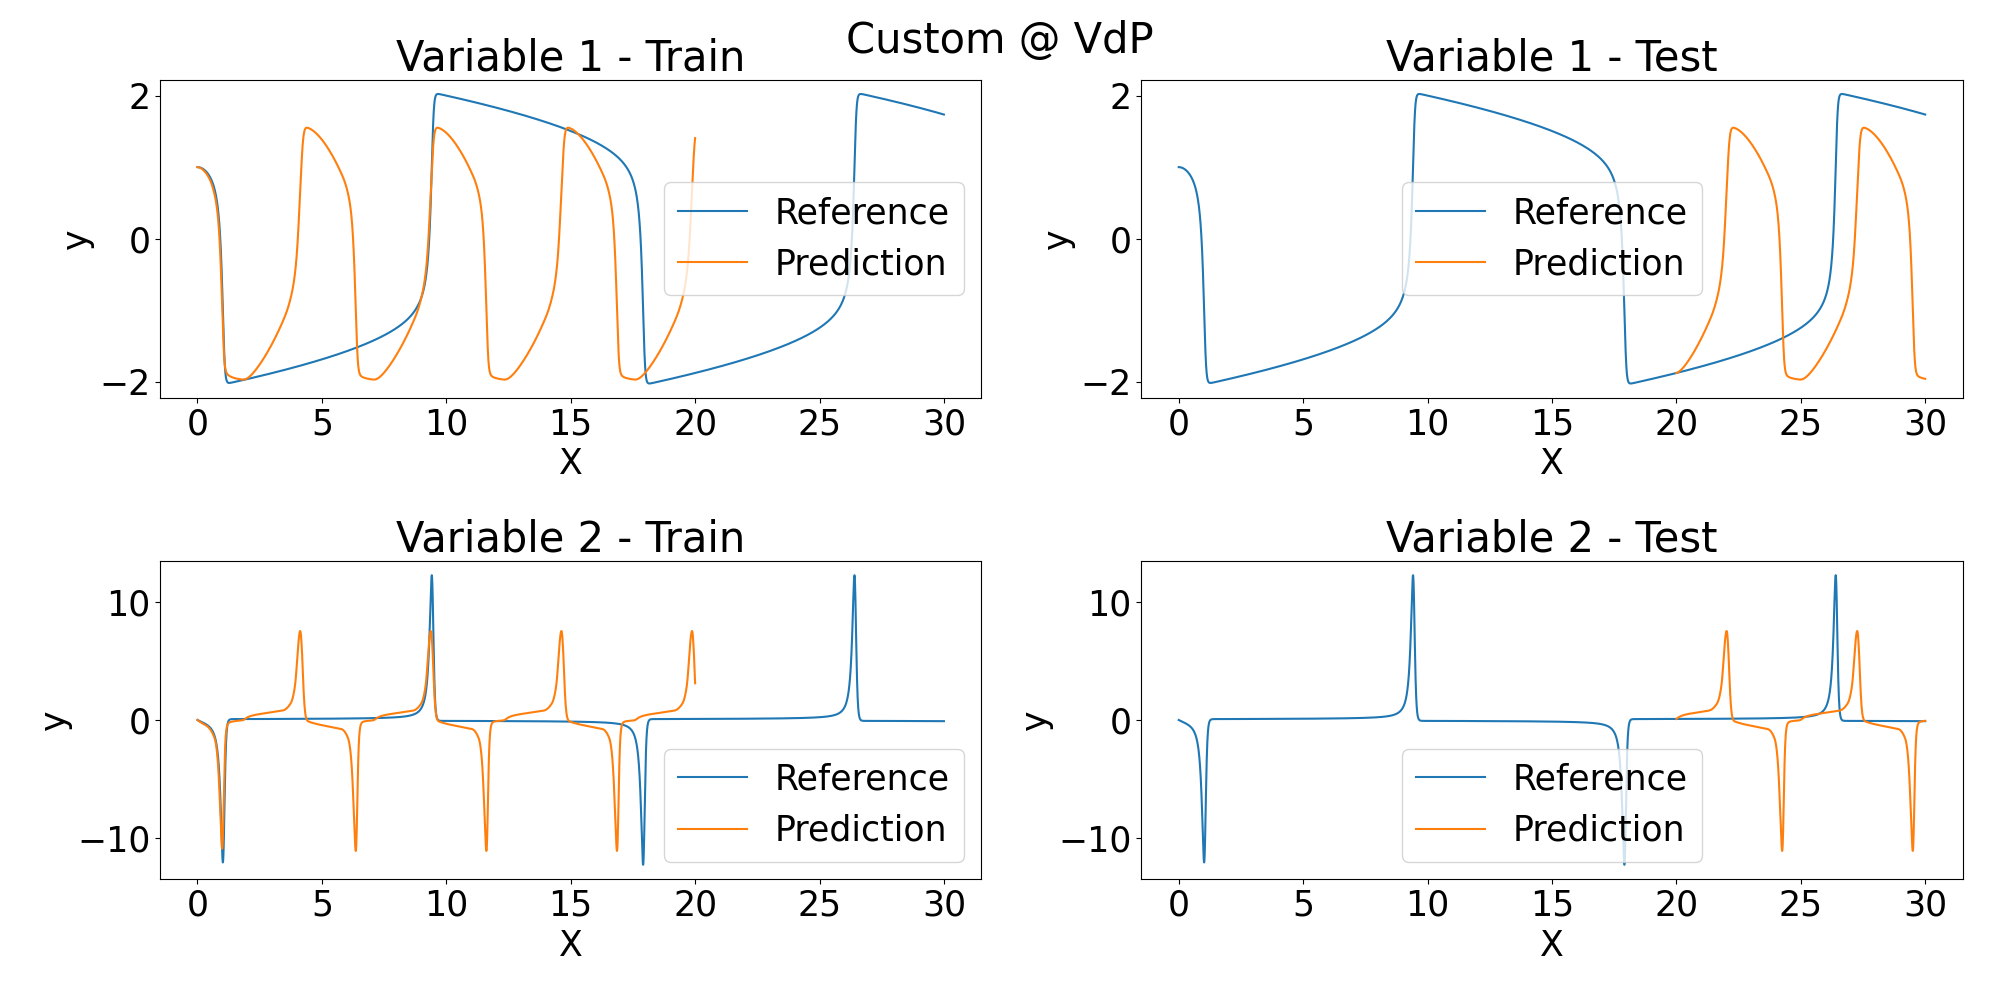 Custom @ VdP
Variable 1 - Train
2
0
−2
y
0 5 10 15 20 25 30
X
Reference
Prediction
Variable 1 - Test
2
0
−2
y
0 5 10 15 20 25 30
X
Reference
Prediction
Variable 2 - Train
10
0
−10
y
0 5 10 15 20 25 30
X
Reference
Prediction
Variable 2 - Test
10
0
−10
y
0 5 10 15 20 25 30
X
Reference
Prediction